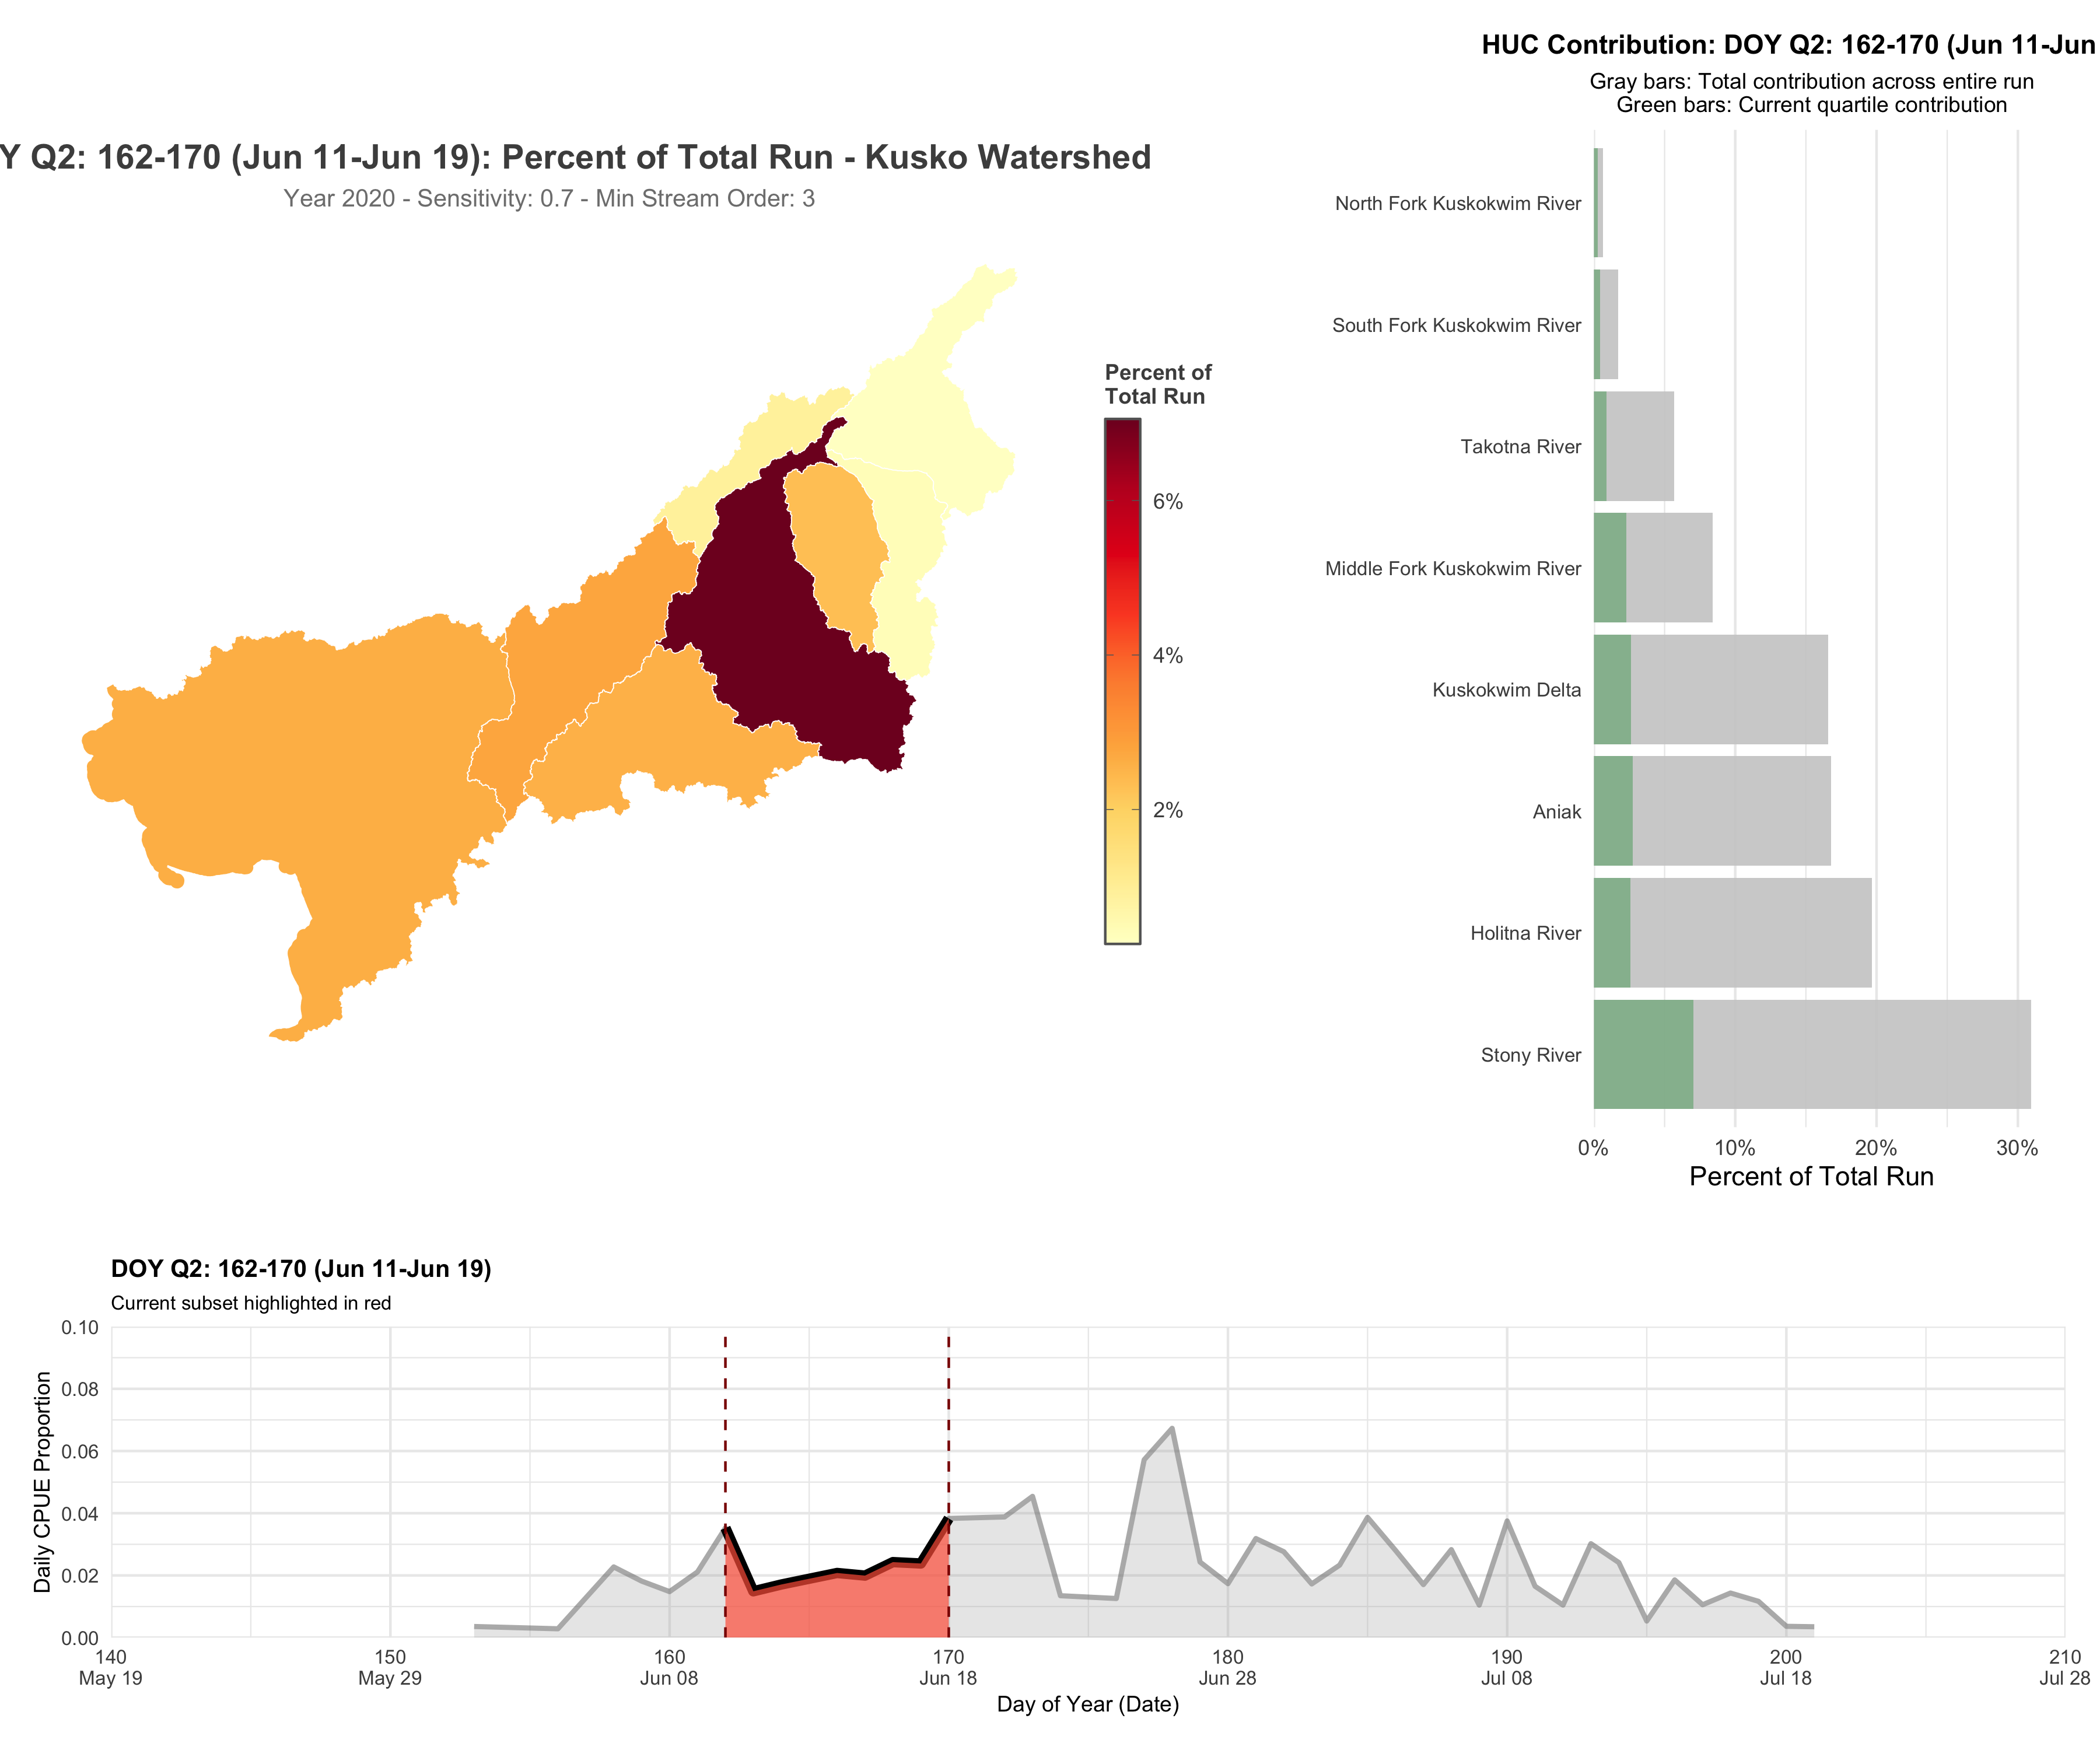 HUC Contribution: DOY Q2: 162-170 (Jun 11-Jun
Gray bars: Total contribution across entire run
Green bars: Current quartile contribution
Y Q2: 162-170 (Jun 11-Jun 19): Percent of Total Run - Kusko Watershed
Year 2020 - Sensitivity: 0.7 - Min Stream Order: 3
Percent of
Total Run
6%
4%
2%
North Fork Kuskokwim River
South Fork Kuskokwim River
Takotna River
Middle Fork Kuskokwim River
Kuskokwim Delta
Aniak
Holitna River
Stony River
0% 10% 20% 30%
Percent of Total Run
DOY Q2: 162-170 (Jun 11-Jun 19)
Current subset highlighted in red
Daily CPUE Proportion
0.10
0.08
0.06
0.04
0.02
0.00
140 150 160 170 180 190 200 210
May 19 May 29 Jun 08 Jun 18 Jun 28 Jul 08 Jul 18 Jul 28
Day of Year (Date)